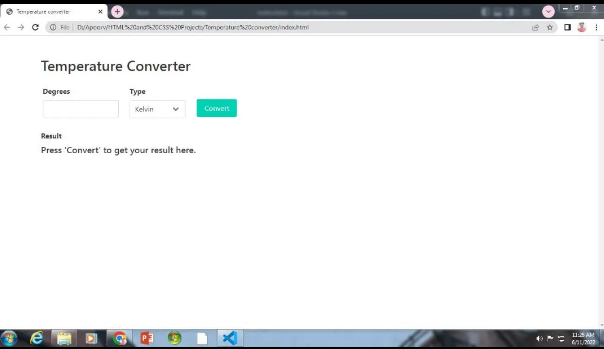 Temperature converter
File | D:/Apoorv/HTML%20and%20CSS%20Projects/Temperature%20converter/index.html
Temperature Converter
Degrees Type
Kelvin Convert
Result
Press 'Convert' to get your result here.
11:25 AM
6/11/2022